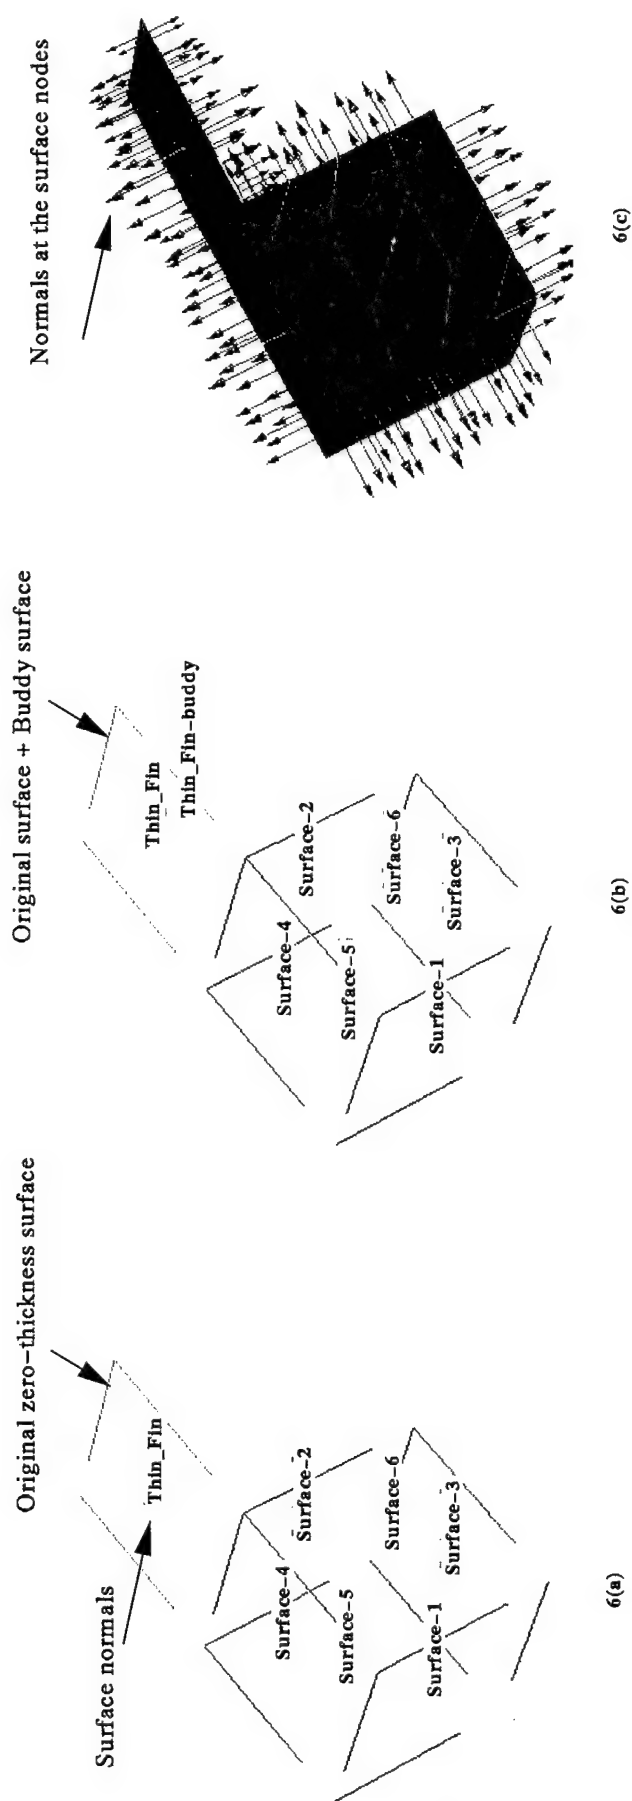 Original zero-thickness surface
Surface normals
Thin_Fin
Surface-2
Surface-4
Surface-6
Surface-5
Surface-3
Surface-1
6(a)
Original surface + Buddy surface
Thin_Fin
Thin_Fin-buddy
Surface-2
Surface-4
Surface-6
Surface-5
Surface-3
Surface-1
6(b)
Normals at the surface nodes
6(c)